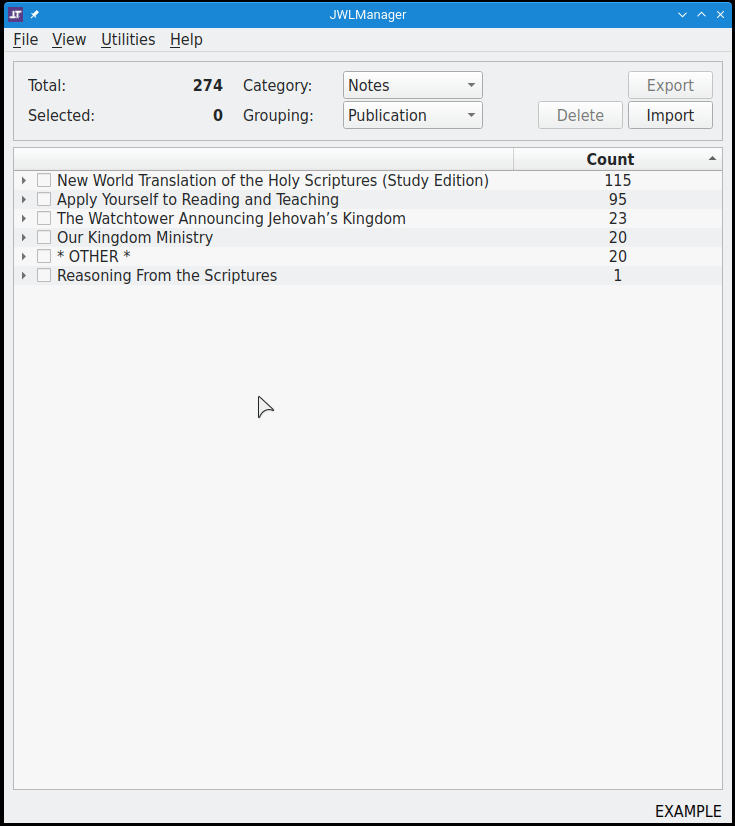 JWLManager
File View Utilities Help
Total: 274 Category: Notes Export
Selected: 0 Grouping: Publication Delete Import
Count
New World Translation of the Holy Scriptures (Study Edition) 115
Apply Yourself to Reading and Teaching 95
The Watchtower Announcing Jehovah’s Kingdom 23
Our Kingdom Ministry 20
* OTHER * 20
Reasoning From the Scriptures 1
EXAMPLE